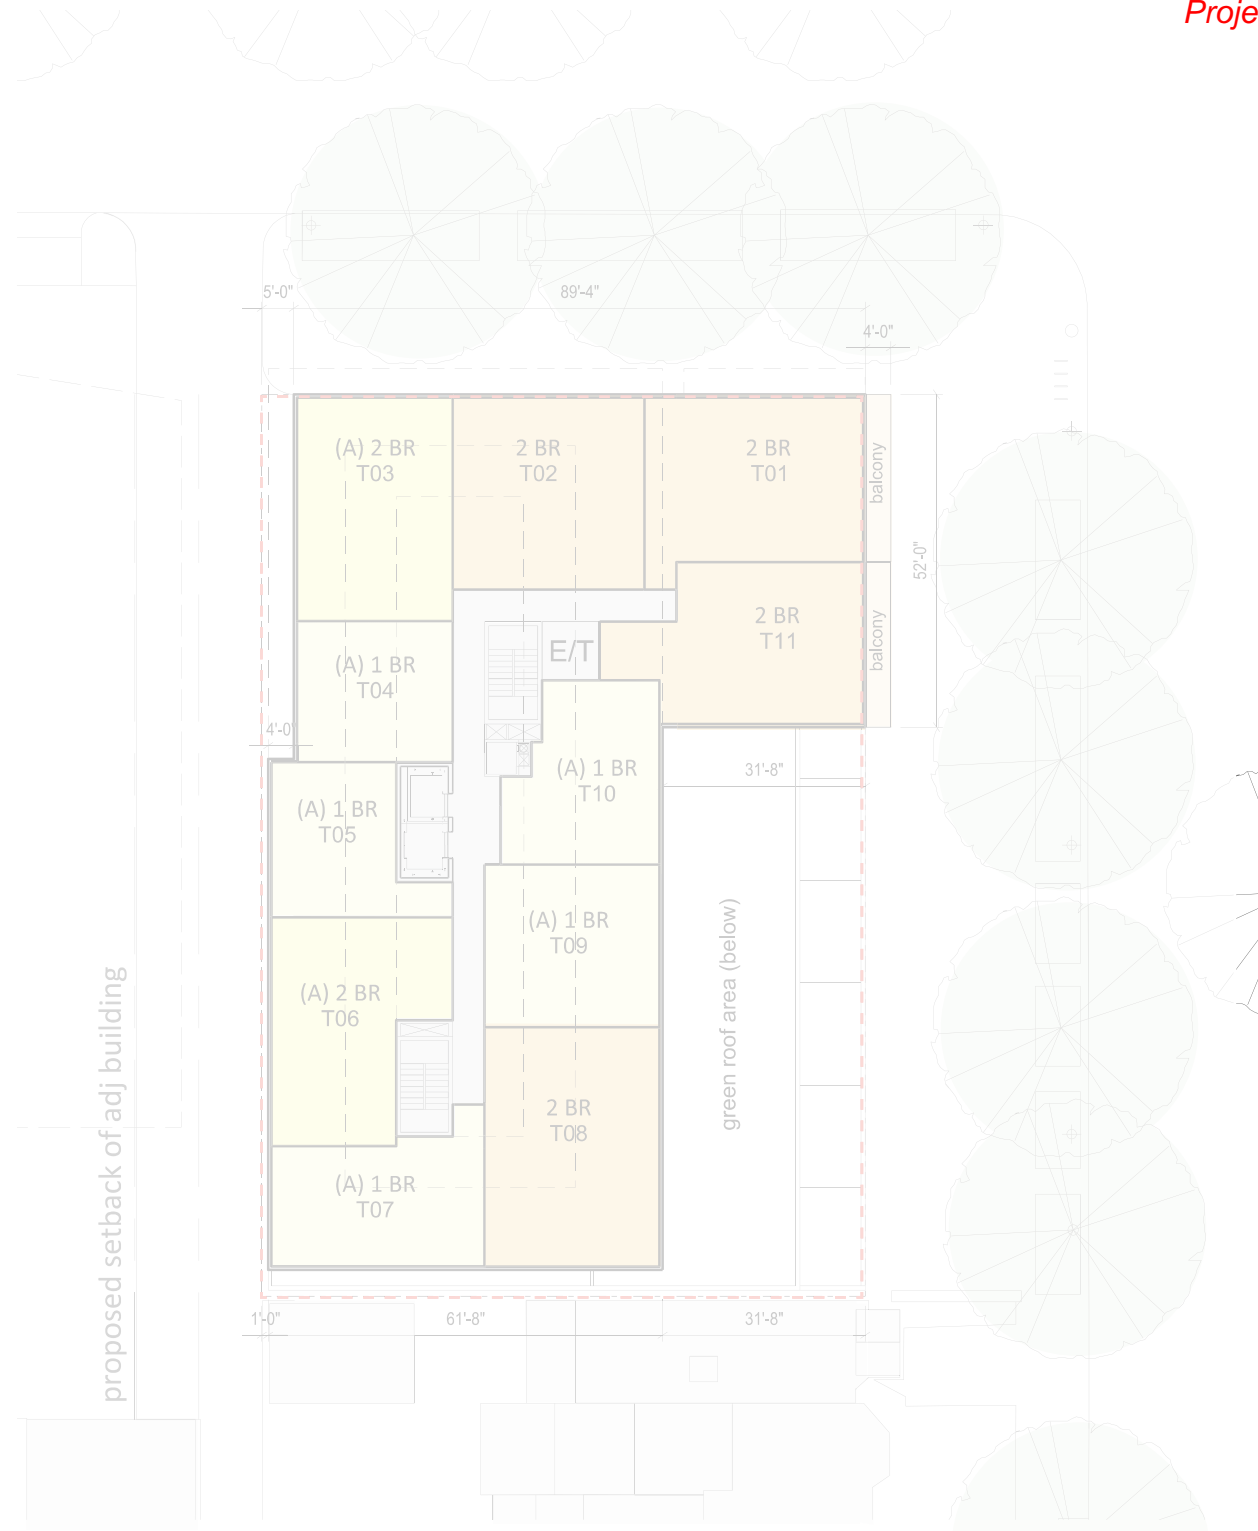 Proje
5'-0"
89'-4"
4'-0"
(A) 2 BR
T03
2 BR
T02
2 BR
T01
balcony
52'-0"
2 BR
T11
balcony
E/T
(A) 1 BR
T04
4'-0"
(A) 1 BR
T05
(A) 1 BR
T10
31'-8"
(A) 1 BR
T09
green roof area (below)
(A) 2 BR
T06
proposed setback of adj building
2 BR
T08
(A) 1 BR
T07
1'-0"
61'-8"
31'-8"